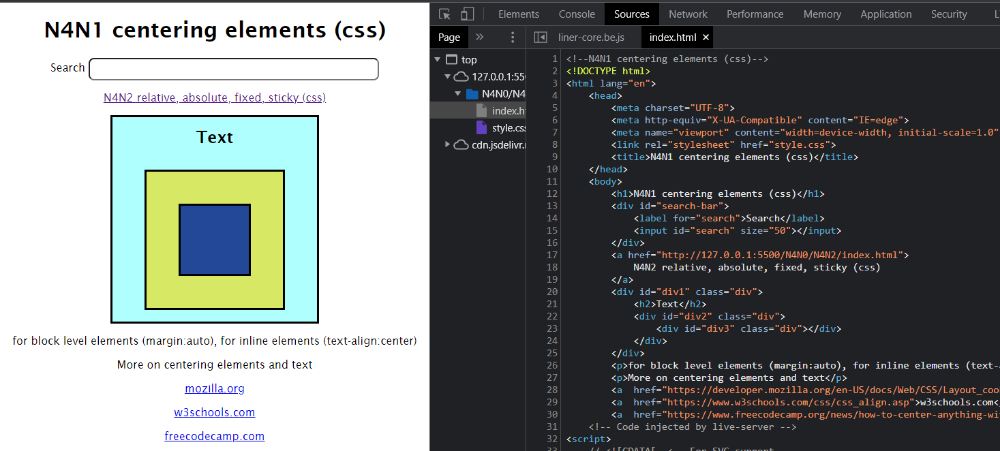 N4N1 centering elements (css)
Search
N4N2 relative, absolute, fixed, sticky (css)
Text
for block level elements (margin:auto), for inline elements (text-align:center)
More on centering elements and text
mozilla.org
w3schools.com
freecodecamp.com
Elements Console Sources Network Performance Memory Application Security L
Page » liner-core.be.js index.html ×
top
127.0.0.1:550
N4N0/N4
index.h
style.css
cdn.jsdelivr.n
1 <!--N4N1 centering elements (css)-->
2 <!DOCTYPE html>
3 <html lang="en">
4 <head>
5 <meta charset="UTF-8">
6 <meta http-equiv="X-UA-Compatible" content="IE=edge">
7 <meta name="viewport" content="width=device-width, initial-scale=1.0"
8 <link rel="stylesheet" href="style.css">
9 <title>N4N1 centering elements (css)</title>
10 </head>
11 <body>
12 <h1>N4N1 centering elements (css)</h1>
13 <div id="search-bar">
14 <label for="search">Search</label>
15 <input id="search" size="50"></input>
16 </div>
17 <a href="http://127.0.0.1:5500/N4N0/N4N2/index.html">
18 N4N2 relative, absolute, fixed, sticky (css)
19 </a>
20 <div id="div1" class="div">
21 <h2>Text</h2>
22 <div id="div2" class="div">
23 <div id="div3" class="div"></div>
24 </div>
25 </div>
26 <p>for block level elements (margin:auto), for inline elements (text-
27 <p>More on centering elements and text</p>
28 <a  href="https://developer.mozilla.org/en-US/docs/Web/CSS/Layout_coo
29 <a  href="https://www.w3schools.com/css/css_align.asp">w3schools.com<
30 <a  href="https://www.freecodecamp.org/news/how-to-center-anything-wi
31 <!-- Code injected by live-server -->
32 <script>
33 // <![CDATA[ <-- For SVG support